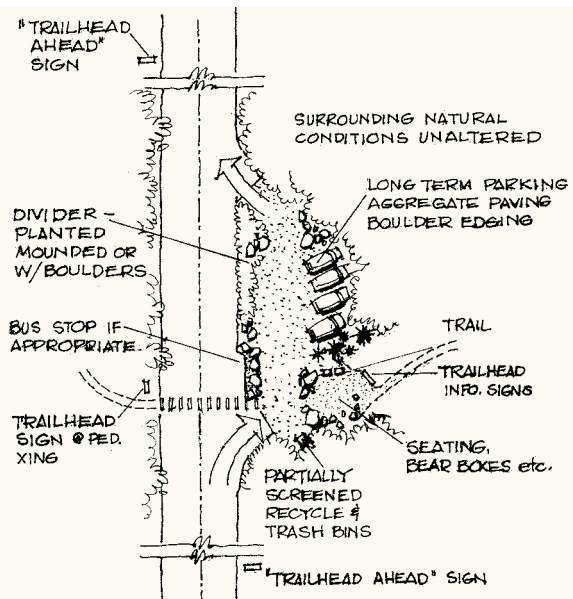 "TRAILHEAD
AHEAD"
SIGN
SURROUNDING NATURAL
CONDITIONS UNALTERED
LONG TERM PARKING
AGGREGATE PAVING
BOULDER EDGING
DIVIDER -
PLANTED
MOUNDED OR
W/BOULDERS
BUS STOP IF
APPROPRIATE
TRAIL
TRAILHEAD
INFO. SIGNS
TRAILHEAD
SIGN @ PED.
XING
SEATING,
BEAR BOXES etc.
PARTIALLY
SCREENED
RECYCLE &
TRASH BINS
"TRAILHEAD AHEAD" SIGN